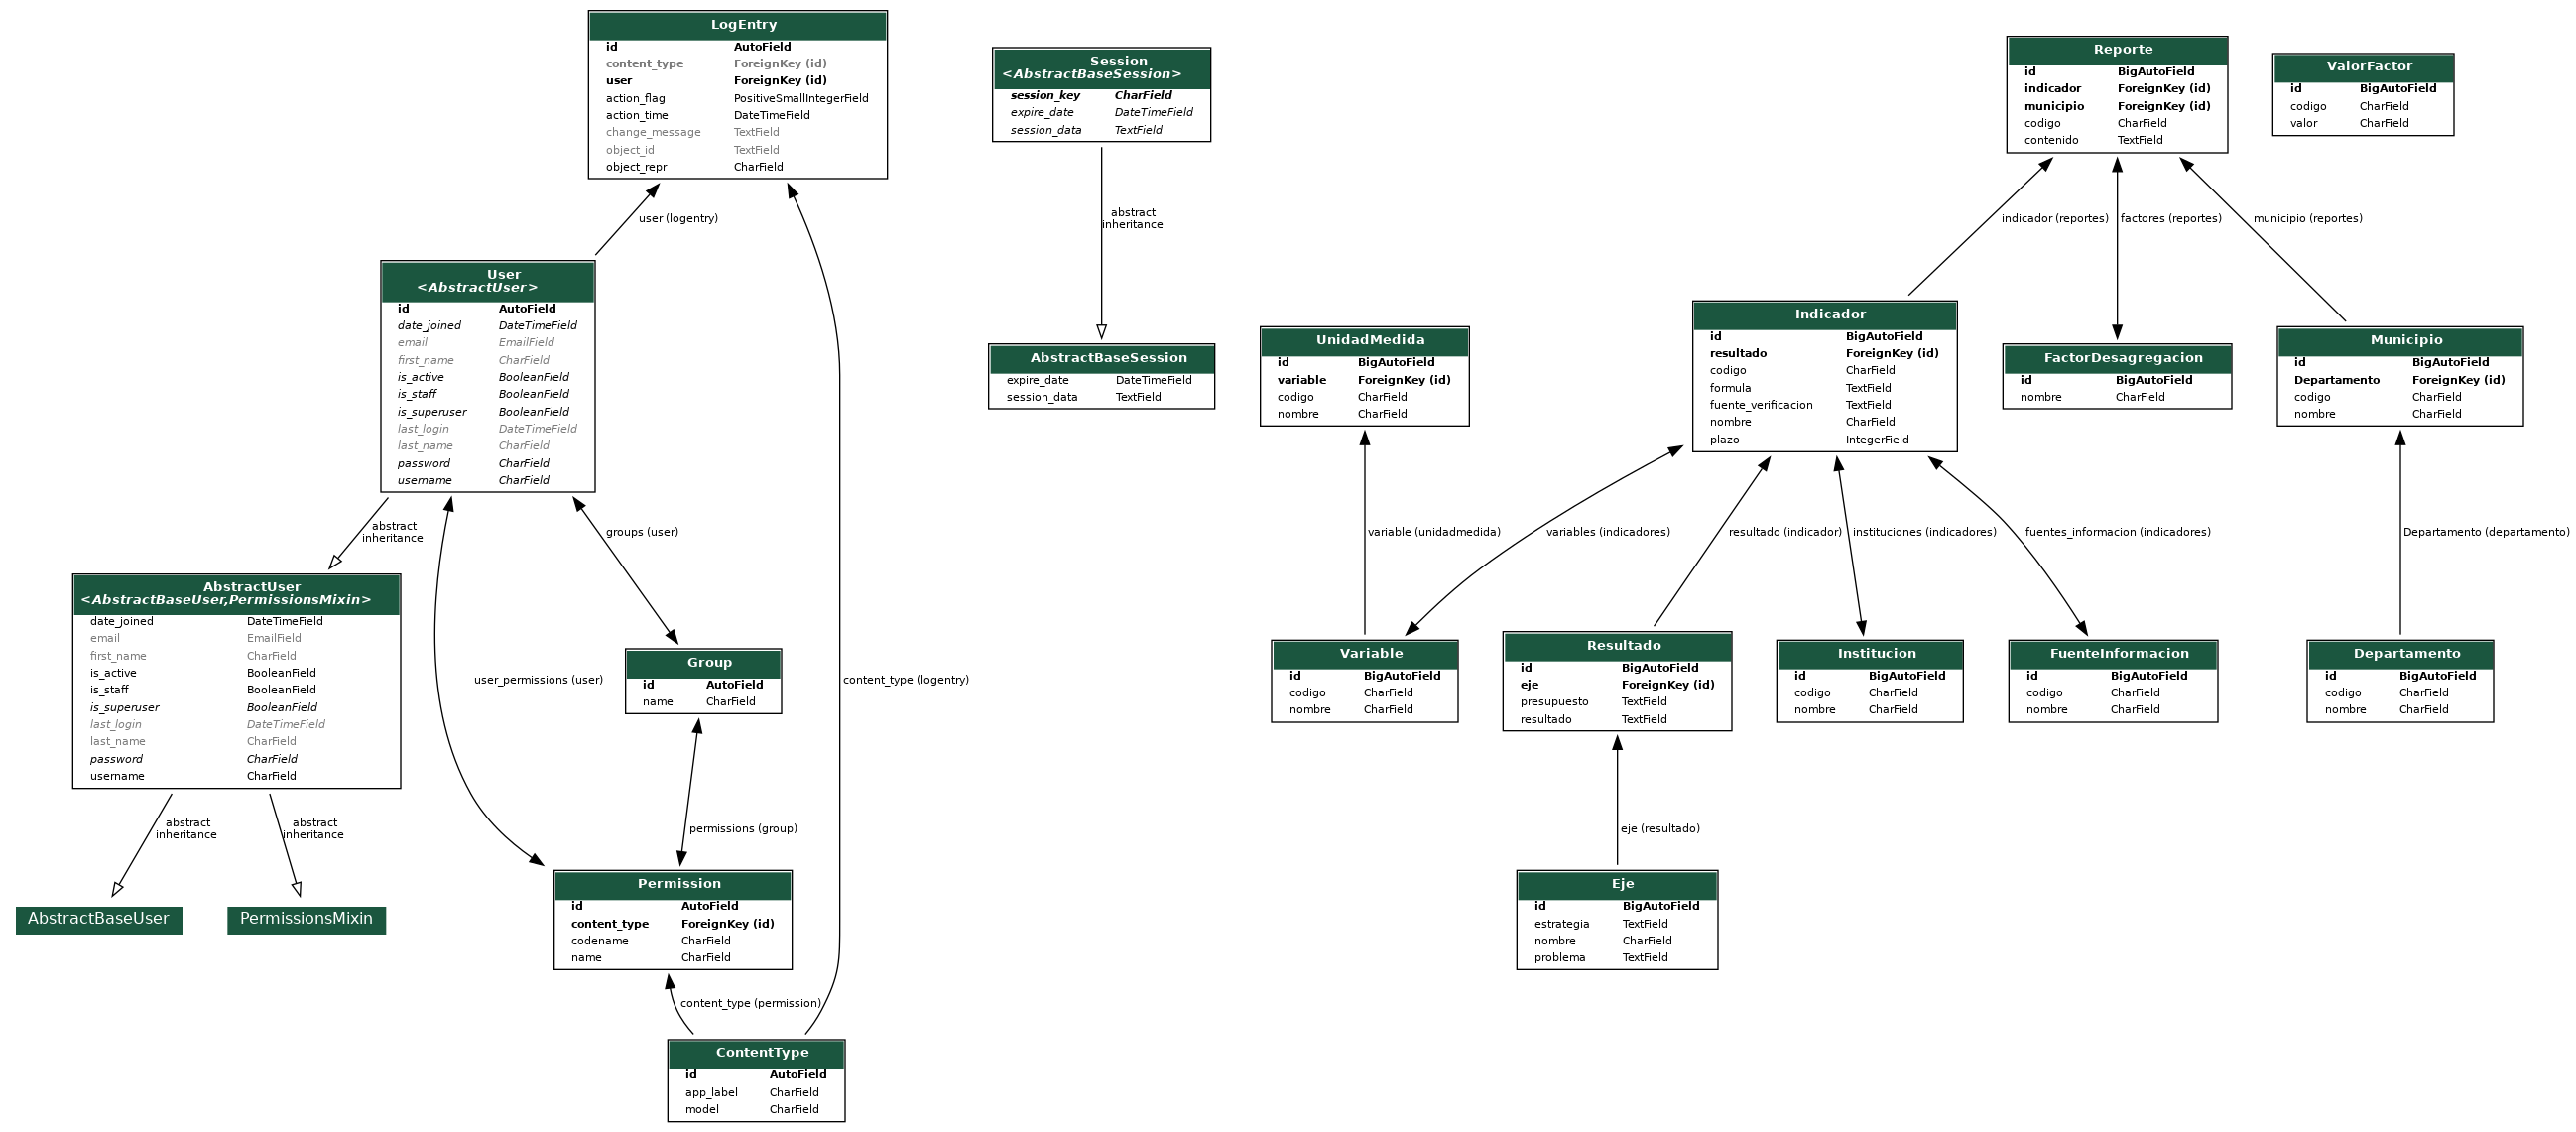 LogEntry
id AutoField
content_type ForeignKey (id)
user ForeignKey (id)
action_flag PositiveSmallIntegerField
action_time DateTimeField
change_message TextField
object_id TextField
object_repr CharField
user (logentry)
User
<AbstractUser>
id AutoField
date_joined DateTimeField
email EmailField
first_name CharField
is_active BooleanField
is_staff BooleanField
is_superuser BooleanField
last_login DateTimeField
last_name CharField
password CharField
username CharField
abstract
inheritance
groups (user)
AbstractUser
<AbstractBaseUser,PermissionsMixin>
date_joined DateTimeField
email EmailField
first_name CharField
is_active BooleanField
is_staff BooleanField
is_superuser BooleanField
last_login DateTimeField
last_name CharField
password CharField
username CharField
user_permissions (user)
Group
id AutoField
name CharField
content_type (logentry)
abstract
inheritance
abstract
inheritance
permissions (group)
AbstractBaseUser
PermissionsMixin
Permission
id AutoField
content_type ForeignKey (id)
codename CharField
name CharField
content_type (permission)
ContentType
id AutoField
app_label CharField
model CharField
Session
<AbstractBaseSession>
session_key CharField
expire_date DateTimeField
session_data TextField
abstract
inheritance
AbstractBaseSession
expire_date DateTimeField
session_data TextField
Reporte
id BigAutoField
indicador ForeignKey (id)
municipio ForeignKey (id)
codigo CharField
contenido TextField
ValorFactor
id BigAutoField
codigo CharField
valor CharField
indicador (reportes)
factores (reportes)
municipio (reportes)
UnidadMedida
id BigAutoField
variable ForeignKey (id)
codigo CharField
nombre CharField
Indicador
id BigAutoField
resultado ForeignKey (id)
codigo CharField
formula TextField
fuente_verificacion TextField
nombre CharField
plazo IntegerField
FactorDesagregacion
id BigAutoField
nombre CharField
Municipio
id BigAutoField
Departamento ForeignKey (id)
codigo CharField
nombre CharField
variable (unidadmedida)
variables (indicadores)
resultado (indicador)
instituciones (indicadores)
fuentes_informacion (indicadores)
Departamento (departamento)
Variable
id BigAutoField
codigo CharField
nombre CharField
Resultado
id BigAutoField
eje ForeignKey (id)
presupuesto TextField
resultado TextField
Institucion
id BigAutoField
codigo CharField
nombre CharField
FuenteInformacion
id BigAutoField
codigo CharField
nombre CharField
Departamento
id BigAutoField
codigo CharField
nombre CharField
eje (resultado)
Eje
id BigAutoField
estrategia TextField
nombre CharField
problema TextField